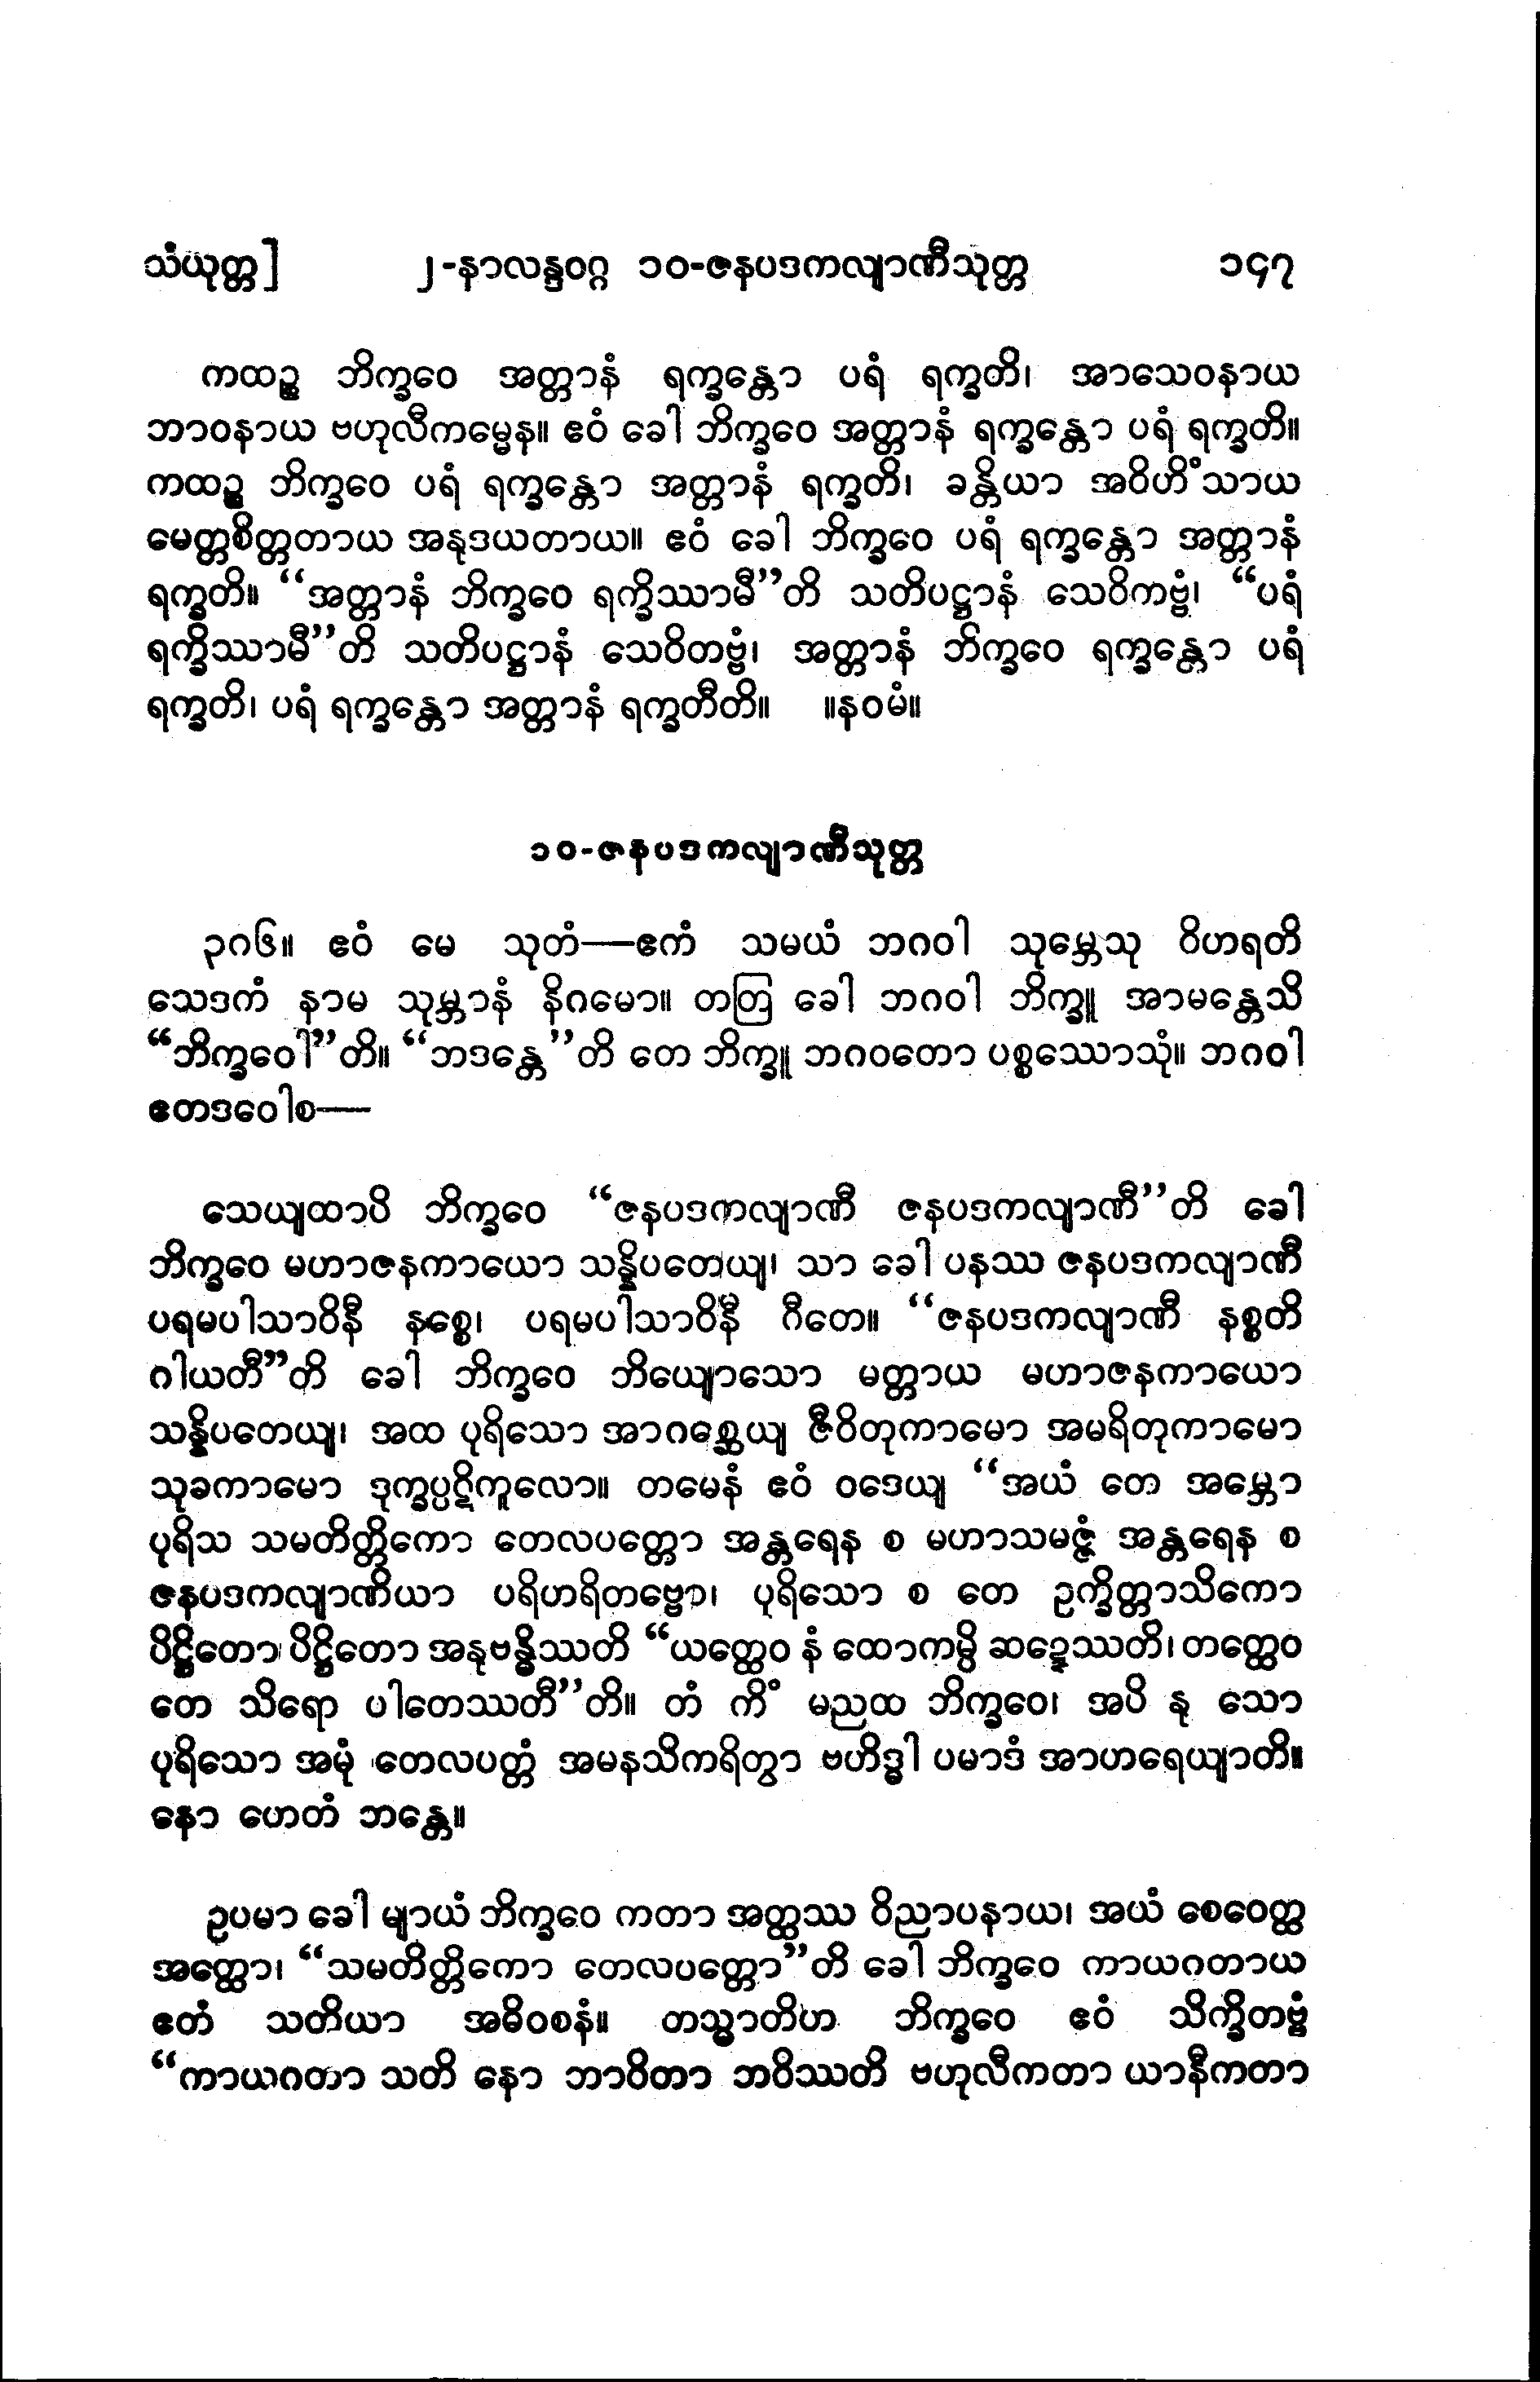 သံယုတ္တ] ၂-နာလန္ဒဝဂ္ဂ ၁၀-ဇနပဒကလျာဏီသုတ္တ ၁၄၇
ကထဉ္စ ဘိက္ခဝေ အတ္တာနံ ရက္ခန္တော ပရံ ရက္ခတိ၊ အာသေဝနာယ
ဘာဝနာယ ဗဟုလီကမ္မေန။ ဧဝံ ခေါ ဘိက္ခဝေ အတ္တာနံ ရက္ခန္တော ပရံ ရက္ခတိ။
ကထဉ္စ ဘိက္ခဝေ ပရံ ရက္ခန္တော အတ္တာနံ ရက္ခတိ၊ ခန္တိယာ အဝိဟိံသာယ
မေတ္တစိတ္တတာယ အနုဒယတာယ။ ဧဝံ ခေါ ဘိက္ခဝေ ပရံ ရက္ခန္တော အတ္တာနံ
ရက္ခတိ။ “အတ္တာနံ ဘိက္ခဝေ ရက္ခိဿာမီ”တိ သတိပဋ္ဌာနံ သေဝိကဗ္ဗံ၊ “ပရံ
ရက္ခိဿာမီ”တိ သတိပဋ္ဌာနံ သေဝိတဗ္ဗံ၊ အတ္တာနံ ဘိက္ခဝေ ရက္ခန္တော ပရံ
ရက္ခတိ၊ ပရံ ရက္ခန္တော အတ္တာနံ ရက္ခတီတိ။ ။နဝမံ။
၁၀-ဇနပဒကလျာဏီသုတ္တ
၃၈၆။ ဧဝံ မေ သုတံ—ဧကံ သမယံ ဘဂဝါ သုမ္ဘေသု ဝိဟရတိ
သေဒကံ နာမ သုမ္ဘာနံ နိဂမော။ တတြ ခေါ ဘဂဝါ ဘိက္ခူ အာမန္တေသိ
“ဘိက္ခဝေါ”တိ။ “ဘဒန္တေ”တိ တေ ဘိက္ခူ ဘဂဝတော ပစ္စဿောသုံ။ ဘဂဝါ
ဧတဒဝေါစ—
သေယျထာပိ ဘိက္ခဝေ “ဇနပဒကလျာဏီ ဇနပဒကလျာဏီ”တိ ခေါ
ဘိက္ခဝေ မဟာဇနကာယော သန္နိပတေယျ၊ သာ ခေါ ပနဿ ဇနပဒကလျာဏီ
ပရမပါသာဝိနီ နစ္စေ၊ ပရမပါသာဝိနီ ဂီတေ။ “ဇနပဒကလျာဏီ နစ္စတိ
ဂါယတီ”တိ ခေါ ဘိက္ခဝေ ဘိယျောသော မတ္တာယ မဟာဇနကာယော
သန္နိပတေယျ၊ အထ ပုရိသော အာဂစ္ဆေယျ ဇီဝိတုကာမော အမရိတုကာမော
သုခကာမော ဒုက္ခပ္ပဋိကူလော။ တမေနံ ဧဝံ ဝဒေယျ “အယံ တေ အမ္ဘော
ပုရိသ သမတိတ္တိကော တေလပတ္တော အန္တရေန စ မဟာသမဇ္ဇံ အန္တရေန စ
ဇနပဒကလျာဏိယာ ပရိဟရိတဗ္ဗော၊ ပုရိသော စ တေ ဥက္ခိတ္တာသိကော
ပိဋ္ဌိတော ပိဋ္ဌိတော အနုဗန္ဓိဿတိ “ယတ္ထေဝ နံ ထောကမ္ပိ ဆဍ္ဍေဿတိ၊ တတ္ထေဝ
တေ သိရော ပါတေဿတီ”တိ။ တံ ကိံ မညထ ဘိက္ခဝေ၊ အပိ နု သော
ပုရိသော အမုံ တေလပတ္တံ အမနသိကရိတွာ ဗဟိဒ္ဓါ ပမာဒံ အာဟရေယျာတိ။
နော ဟေတံ ဘန္တေ။
ဥပမာ ခေါ မျာယံ ဘိက္ခဝေ ကတာ အတ္ထဿ ဝိညာပနာယ၊ အယံ စေဝေတ္ထ
အတ္ထော၊ “သမတိတ္တိကော တေလပတ္တော”တိ ခေါ ဘိက္ခဝေ ကာယဂတာယ
ဧတံ သတိယာ အဓိဝစနံ။ တသ္မာတိဟ ဘိက္ခဝေ ဧဝံ သိက္ခိတဗ္ဗံ
“ကာယဂတာ သတိ နော ဘာဝိတာ ဘဝိဿတိ ဗဟုလီကတာ ယာနီကတာ